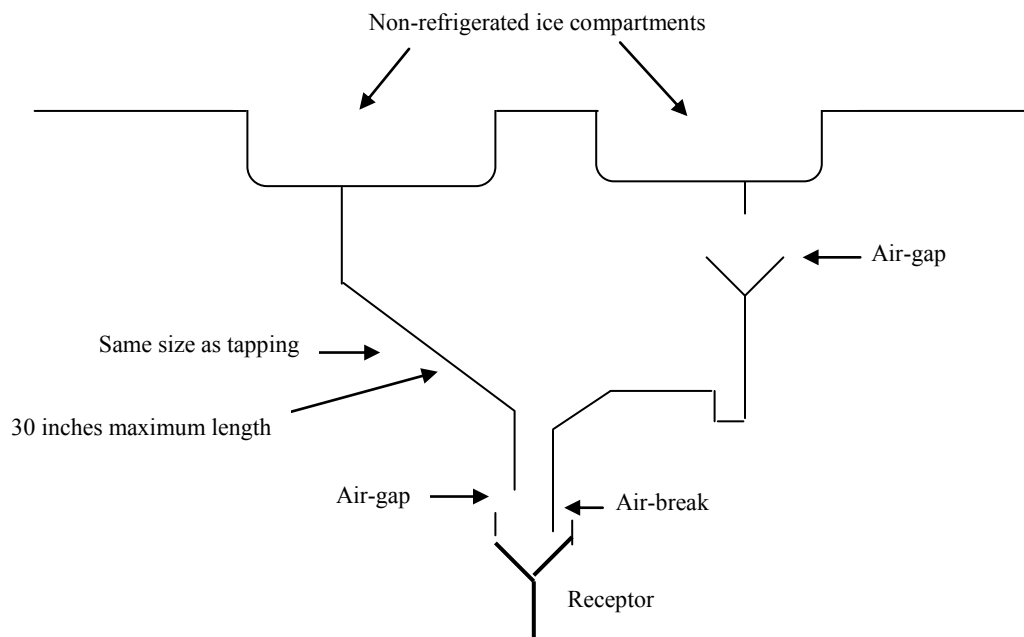 Non-refrigerated ice compartments
Air-gap
Same size as tapping
30 inches maximum length
Air-gap
Air-break
Receptor